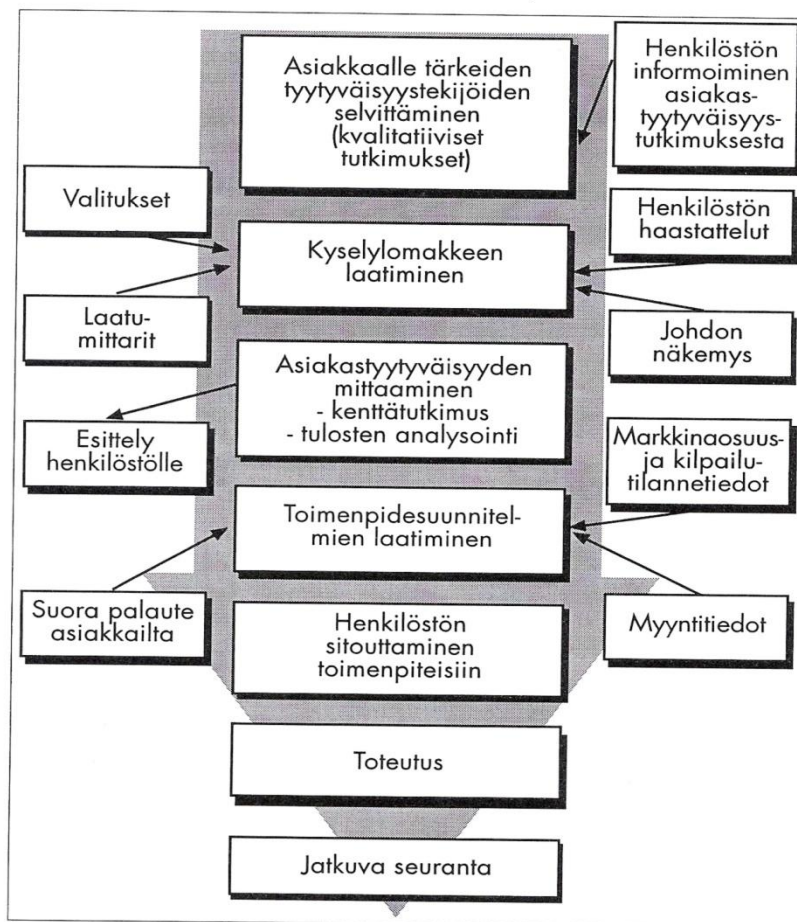 Asiakkaalle tärkeiden
tyytyväisyystekijöiden
selvittäminen
(kvalitatiiviset
tutkimukset)
Henkilöstön
informoiminen
asiakas-
tyytyväisyys-
tutkimuksesta
Valitukset
Kyselylomakkeen
laatiminen
Henkilöstön
haastattelut
Laatu-
mittarit
Johdon
näkemys
Asiakastyytyväisyyden
mittaaminen
- kenttätutkimus
- tulosten analysointi
Esittely
henkilöstölle
Markkinaosuus-
ja kilpailu-
tilannetiedot
Toimenpidesuunnitel-
mien laatiminen
Suora palaute
asiakkailta
Myyntitiedot
Henkilöstön
sitouttaminen
toimenpiteisiin
Toteutus
Jatkuva seuranta